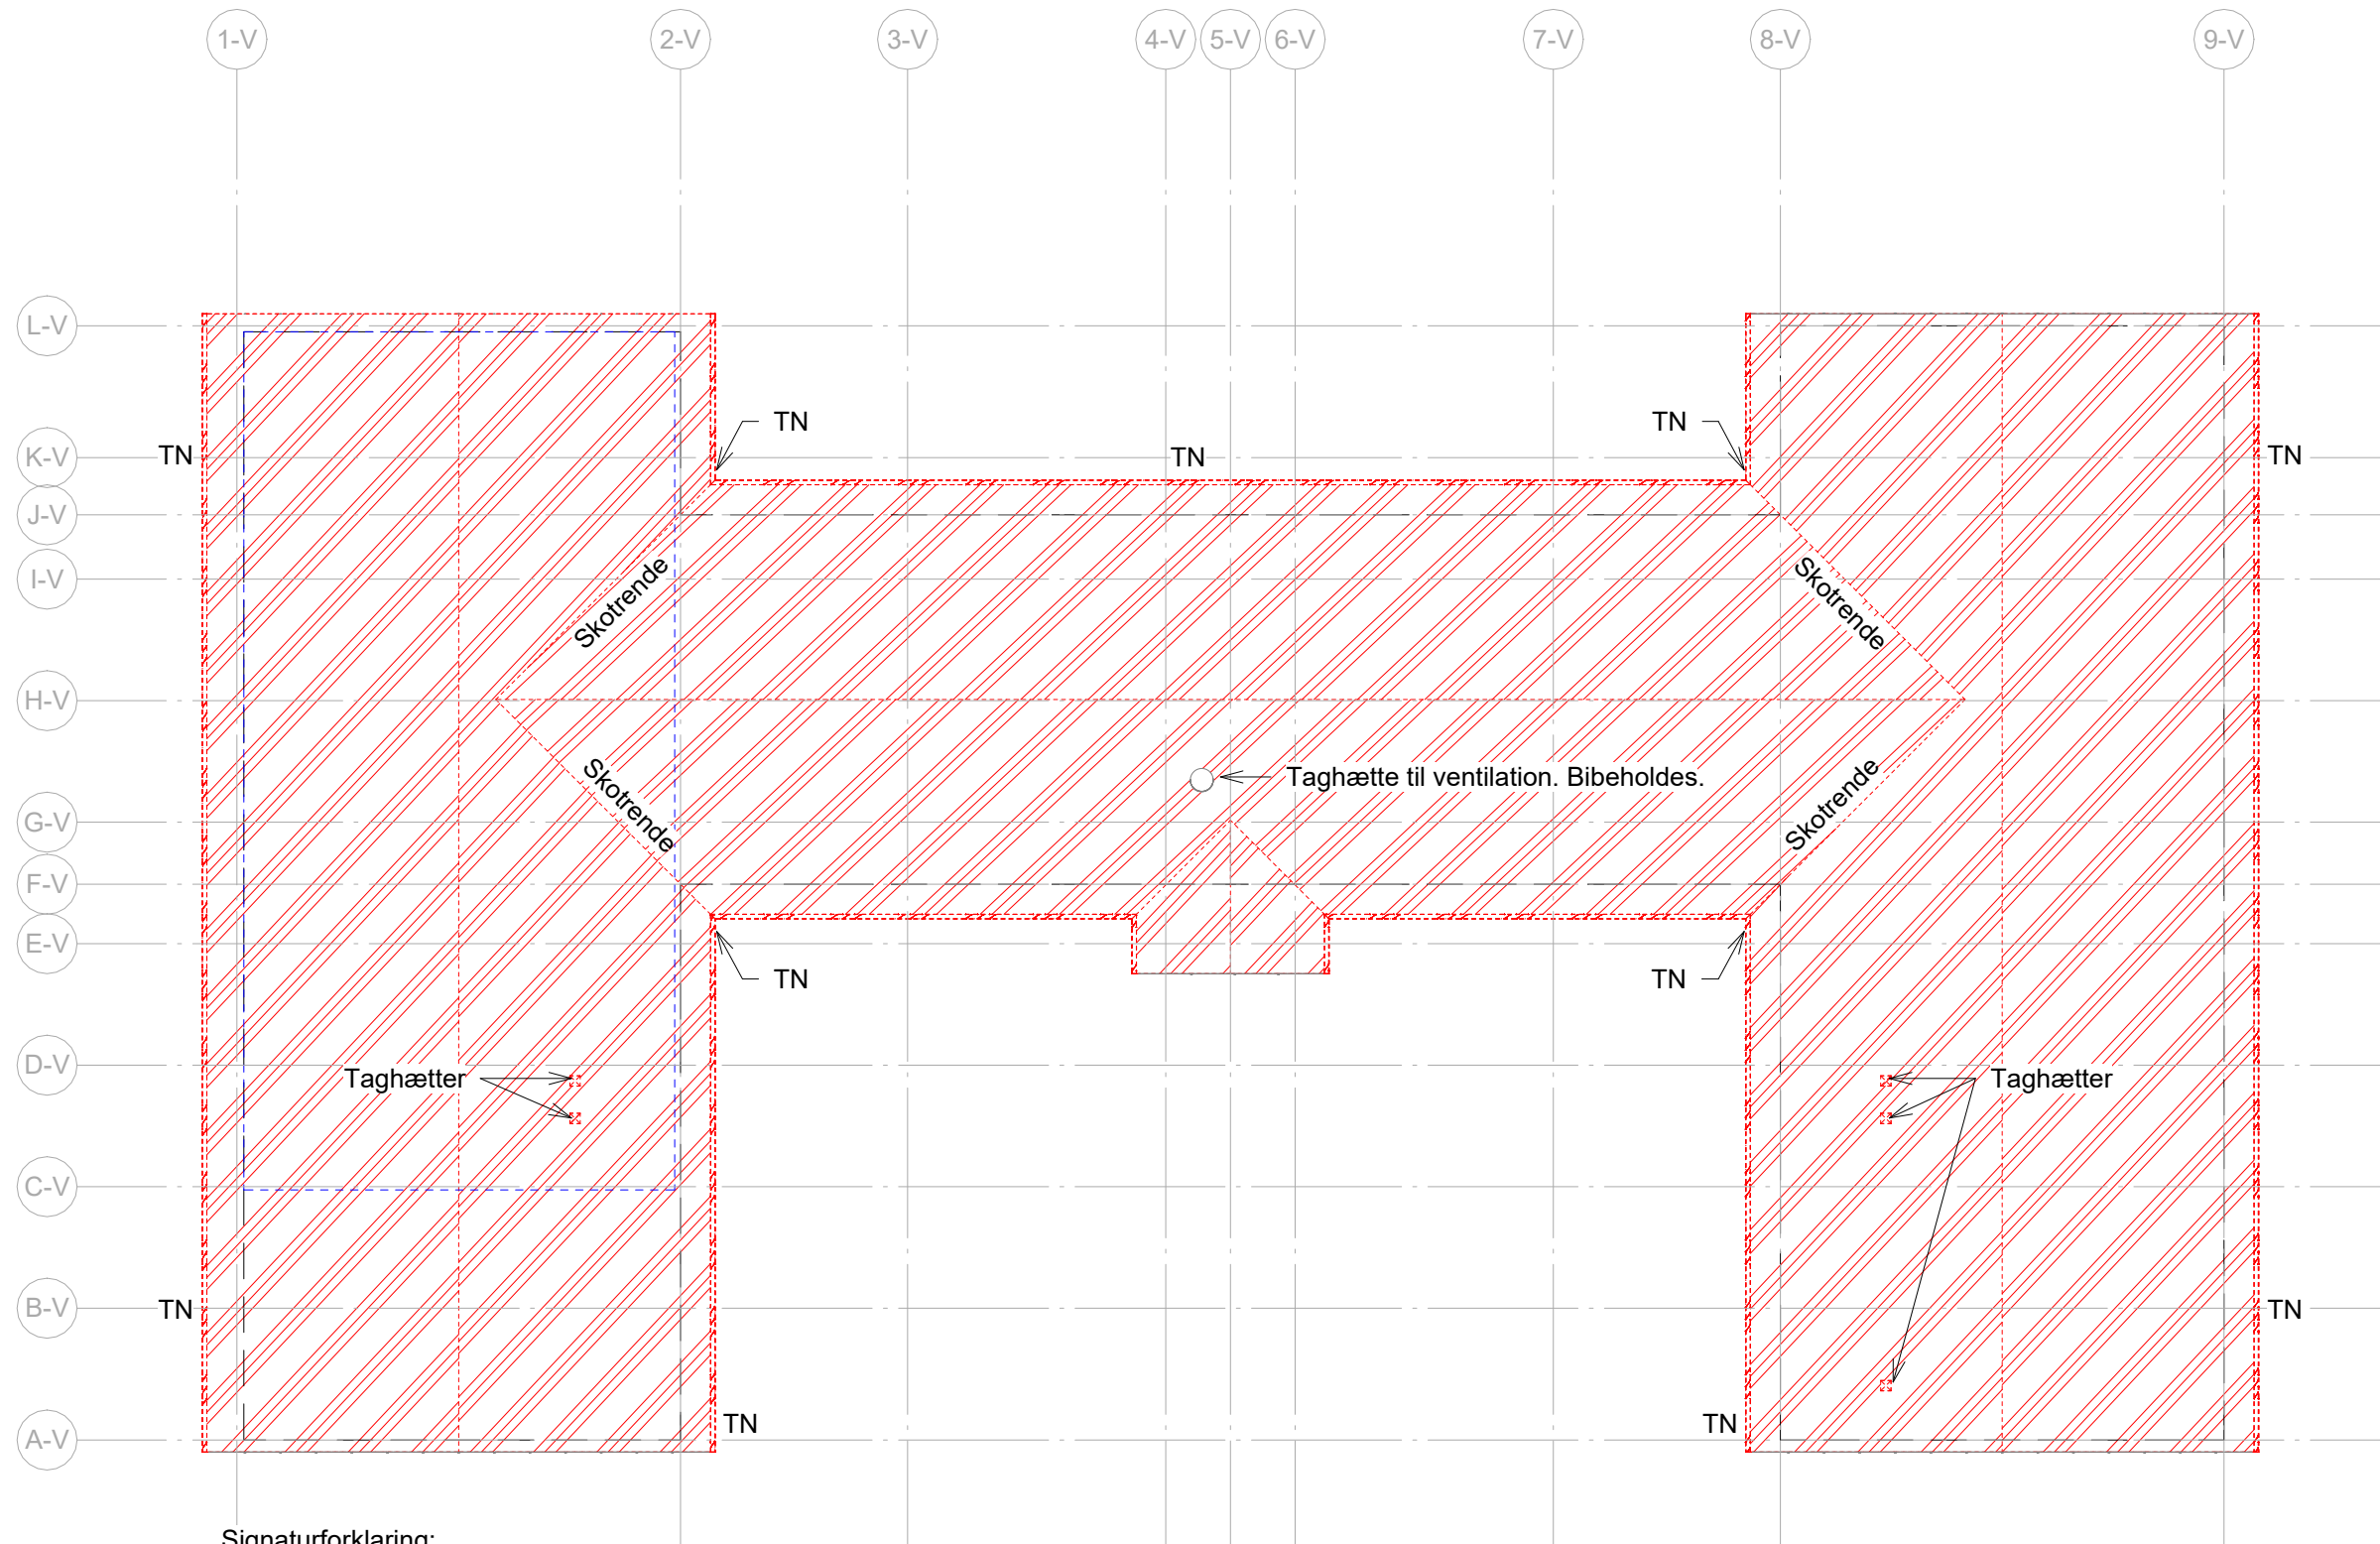 1-V 2-V 3-V 4-V 5-V 6-V 7-V 8-V 9-V
L-V
TN TN
K-V TN TN TN
J-V
I-V
Skotrende Skotrende
H-V
Taghætte til ventilation. Bibeholdes.
Skotrende Skotrende
G-V
F-V
E-V
TN TN
D-V
Taghætter Taghætter
C-V
B-V TN TN
TN TN
A-V
Signaturforklaring: